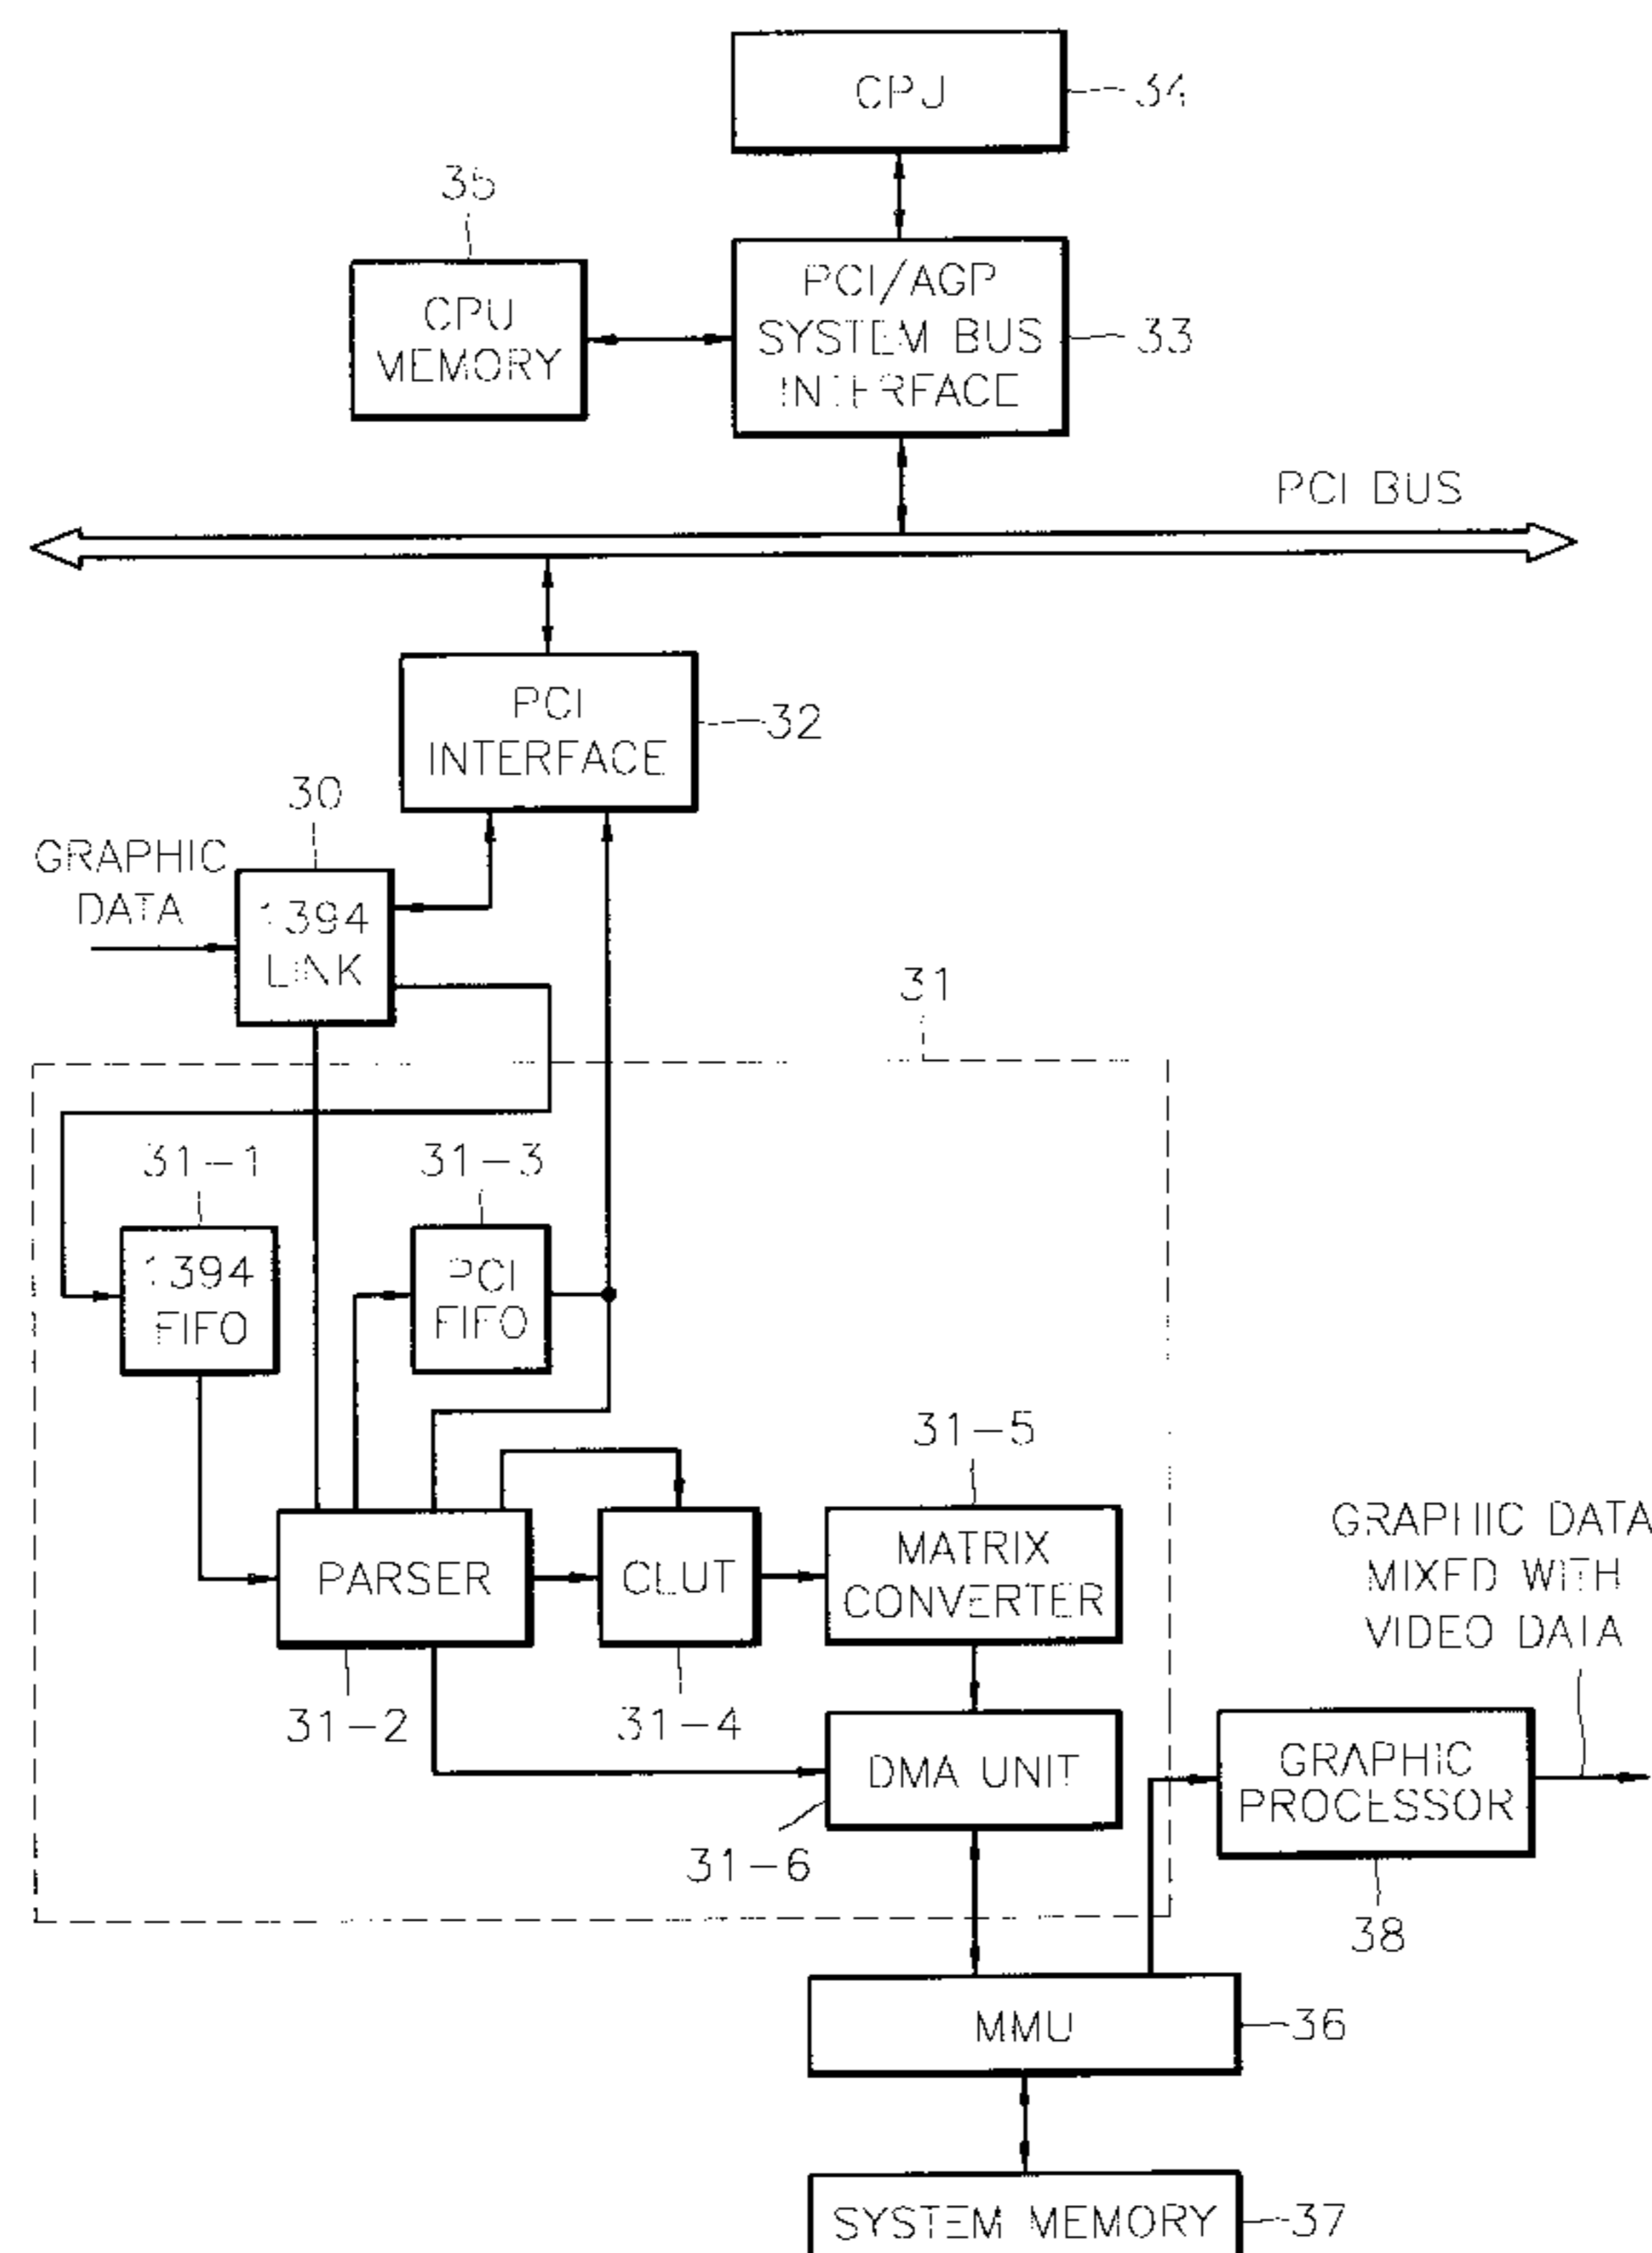 CPU
34
35
CPU
MEMORY
PCI/AGP
SYSTEM BUS
INTERFACE
33
PCI BUS
PCI
INTERFACE
32
30
GRAPHIC
DATA
1394
LINK
31
31-1
31-3
1394
FIFO
PCI
FIFO
31-5
PARSER
CLUT
MATRIX
CONVERTER
GRAPHIC DATA
MIXED WITH
VIDEO DATA
31-2
31-4
DMA UNIT
GRAPHIC
PROCESSOR
31-6
38
MMU
36
SYSTEM MEMORY
37